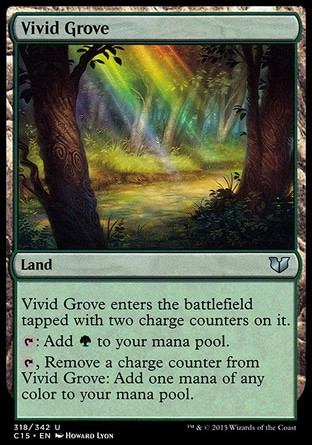 Vivid Grove
Land
Vivid Grove enters the battlefield
tapped with two charge counters on it.
: Add to your mana pool.
, Remove a charge counter from
Vivid Grove: Add one mana of any
color to your mana pool.
318/342 U
C15 • EN Howard Lyon
™ & © 2015 Wizards of the Coast